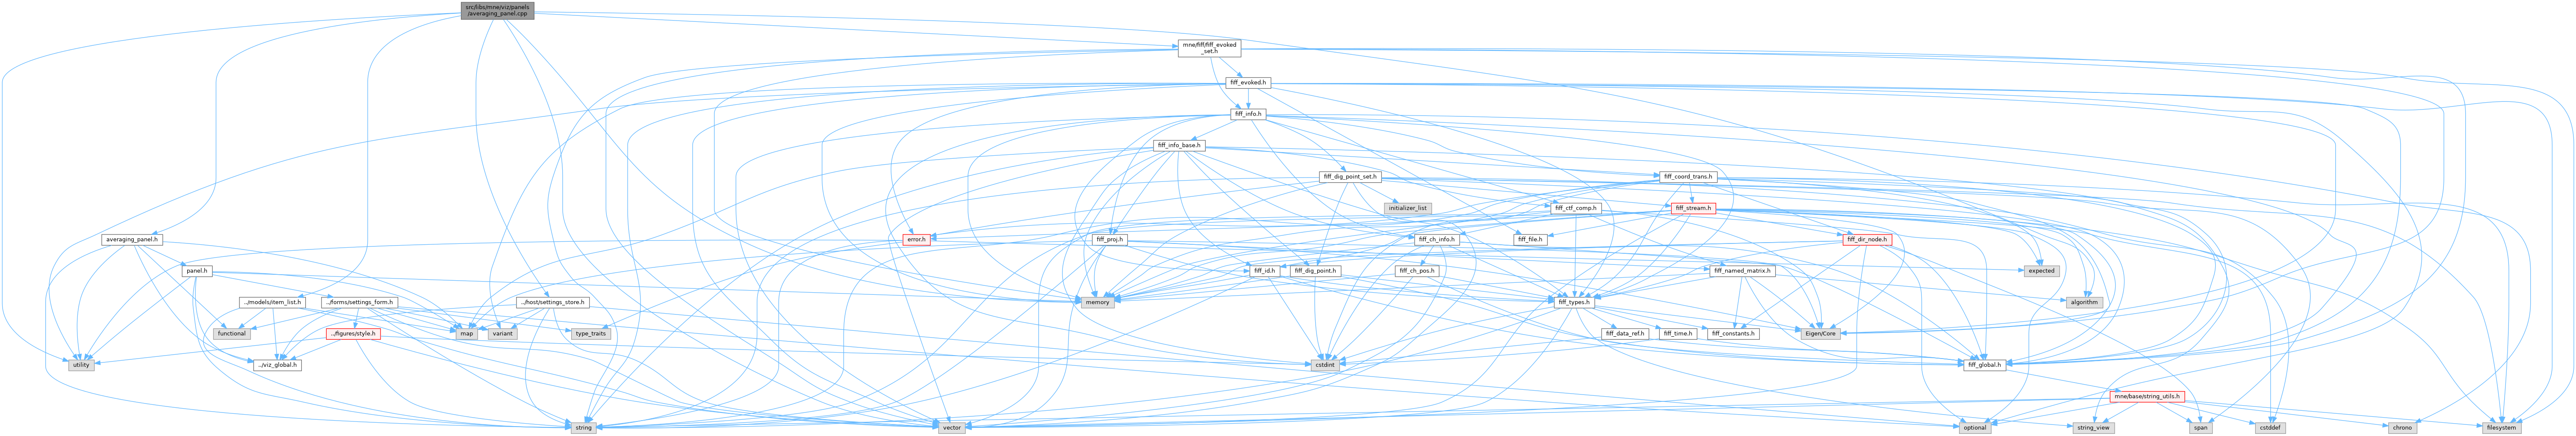 src/libs/mne/viz/panels
/averaging_panel.cpp
mne/fiff/fiff_evoked
_set.h
fiff_evoked.h
fiff_info.h
fiff_info_base.h
fiff_dig_point_set.h
fiff_coord_trans.h
initializer_list
fiff_ctf_comp.h
fiff_stream.h
averaging_panel.h
error.h
fiff_proj.h
fiff_ch_info.h
fiff_file.h
fiff_dir_node.h
panel.h
fiff_id.h
fiff_dig_point.h
fiff_ch_pos.h
fiff_named_matrix.h
expected
../models/item_list.h
../forms/settings_form.h
../host/settings_store.h
memory
fiff_types.h
algorithm
functional
../figures/style.h
map
variant
type_traits
fiff_data_ref.h
fiff_time.h
fiff_constants.h
Eigen/Core
utility
../viz_global.h
cstdint
fiff_global.h
mne/base/string_utils.h
string
vector
optional
string_view
span
cstddef
chrono
filesystem